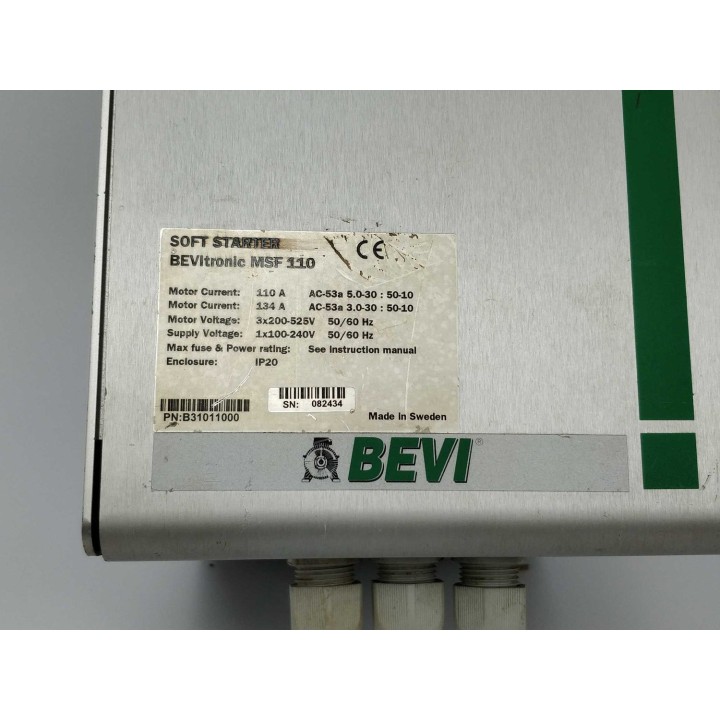 SOFT STARTER
BEVItronic MSF 110
CE
Motor Current: 110 A AC-53a 5.0-30 : 50-10
Motor Current: 134 A AC-53a 3.0-30 : 50-10
Motor Voltage: 3x200-525V 50/60 Hz
Supply Voltage: 1x100-240V 50/60 Hz
Max fuse & Power rating: See instruction manual
Enclosure: IP20
SN: 082434
PN:B31011000
Made in Sweden
BEVI®